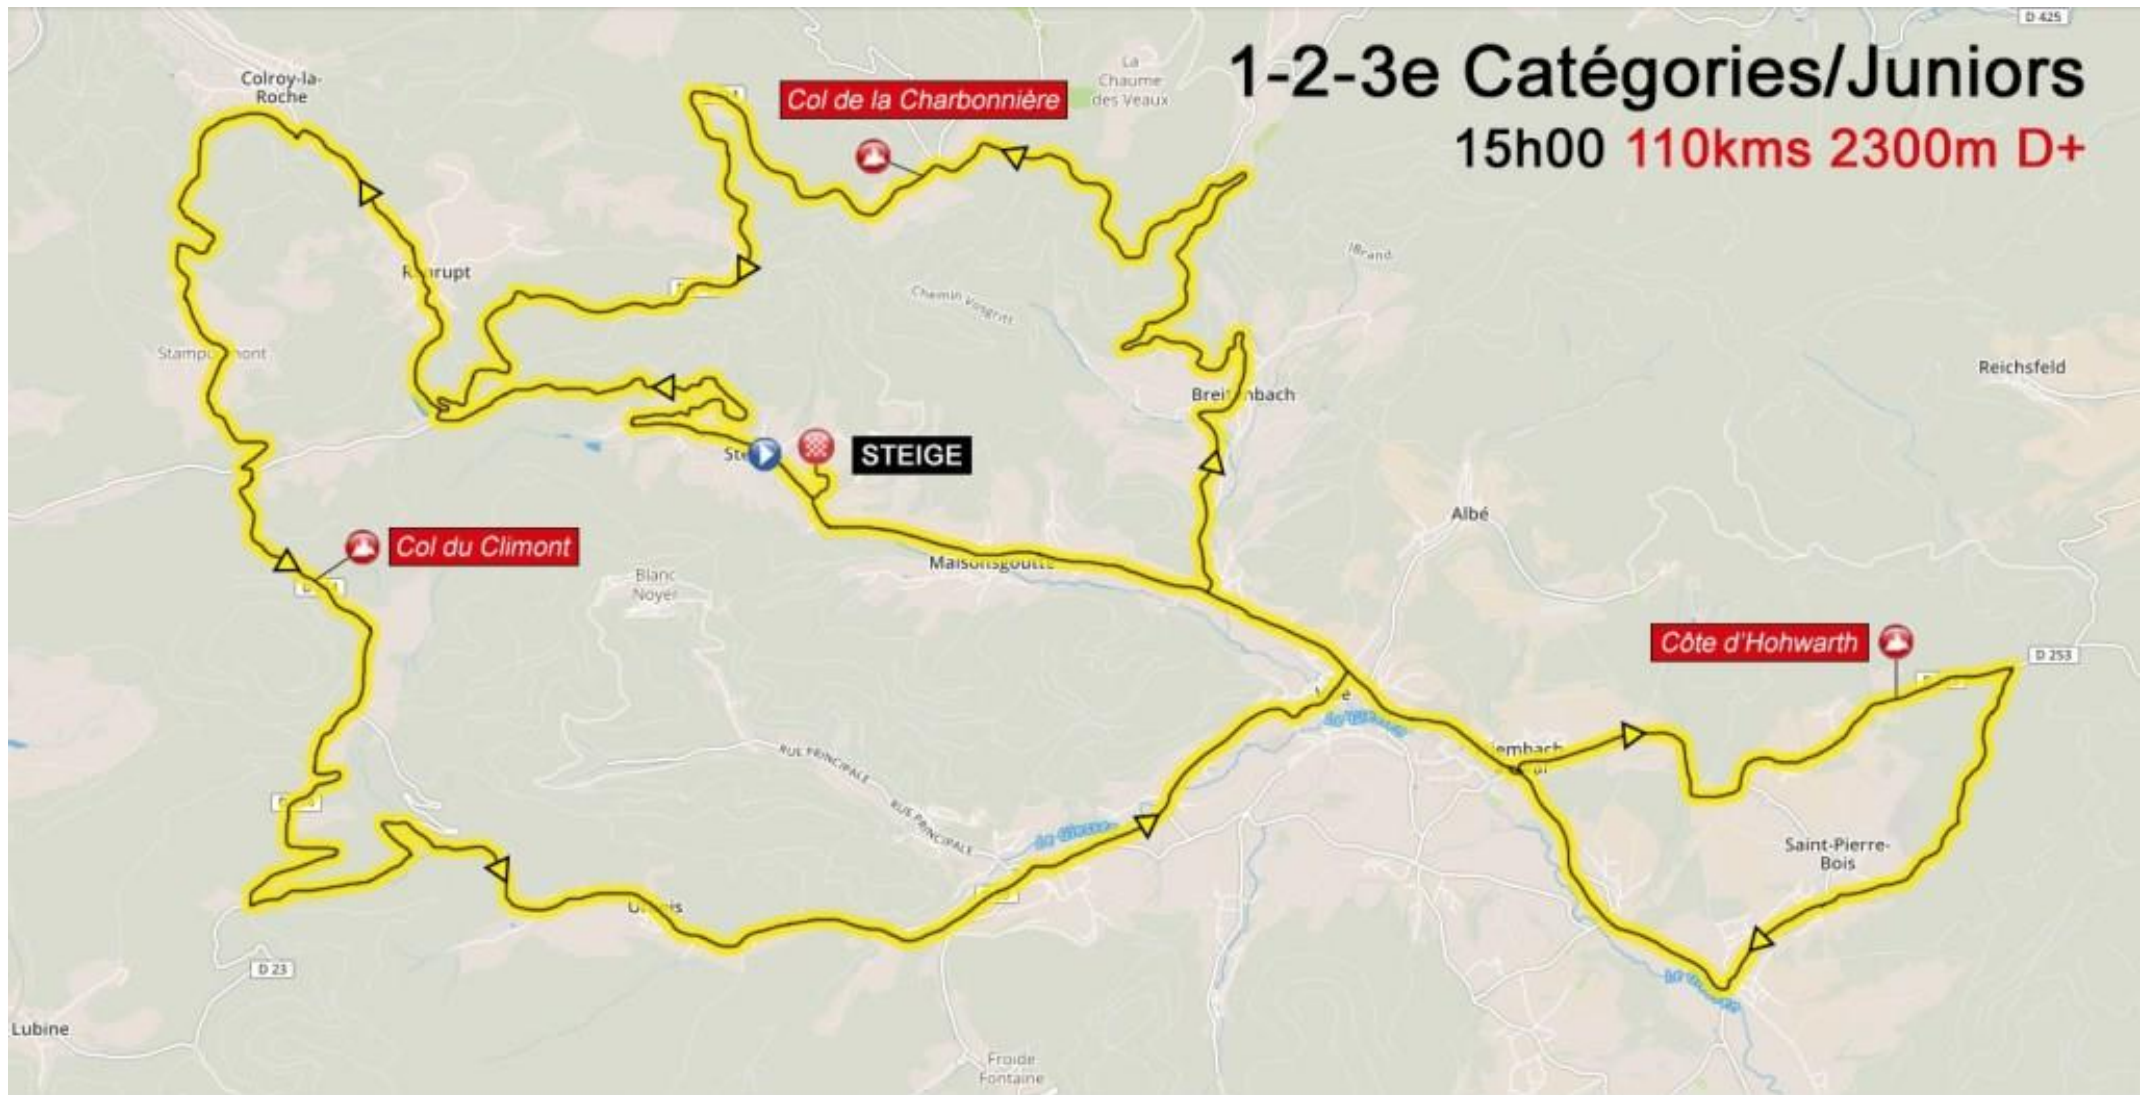 D 425
1-2-3e Catégories/Juniors
15h00 110kms 2300m D+
Colroy-la-
Roche
Col de la Charbonnière
La
Chaume
des Veaux
Chemin Vosgritt
Reichsfeld
STEIGE
Albé
Col du Climont
Blanc
Noyer
Côte d'Hohwarth
D 253
RUE PRINCIPALE
RUE PRINCIPALE
Saint-Pierre-
Bois
D 23
Lubine
Froide
Fontaine